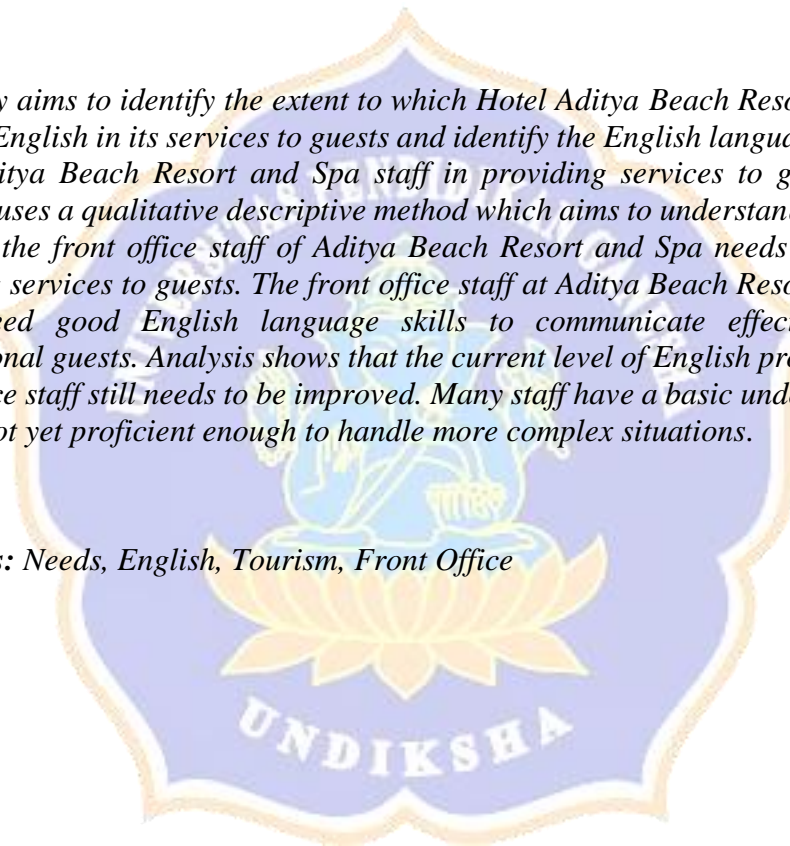 y aims to identify the extent to which Hotel Aditya Beach Reso
English in its services to guests and identify the English langua
itya Beach Resort and Spa staff in providing services to g
uses a qualitative descriptive method which aims to understan
the front office staff of Aditya Beach Resort and Spa needs
services to guests. The front office staff at Aditya Beach Reso
eed good English language skills to communicate effec
onal guests. Analysis shows that the current level of English pr
ce staff still needs to be improved. Many staff have a basic unde
ot yet proficient enough to handle more complex situations.
s: Needs, English, Tourism, Front Office
UNIVERSITAS PENDIDIKAN GANESHA
UNDIKSHA